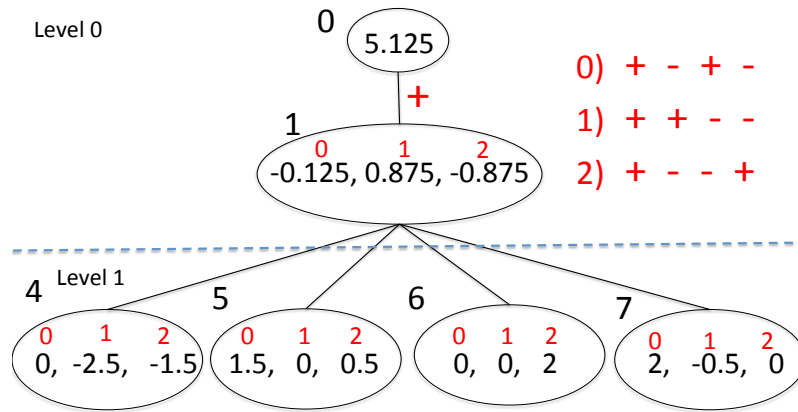 Level 0
0
5.125
+
0) + - + -
1) + + - -
2) + - - +
1
0 1 2
-0.125, 0.875, -0.875
Level 1
4
0 1 2
0, -2.5, -1.5
5
0 1 2
1.5, 0, 0.5
6
0 1 2
0, 0, 2
7
0 1 2
2, -0.5, 0